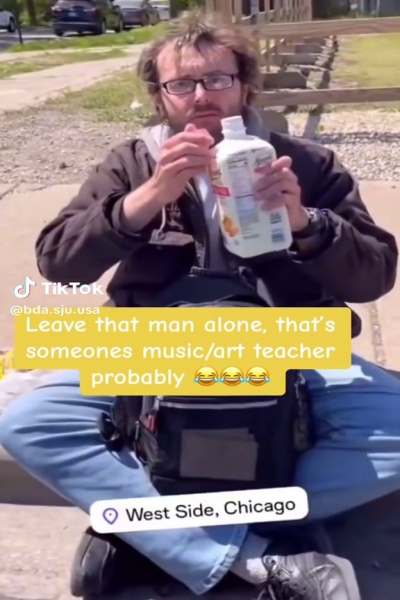 TikTok
@bda.sju.usa
Leave that man alone, that's
someones music/art teacher
probably 😂😂😂
West Side, Chicago